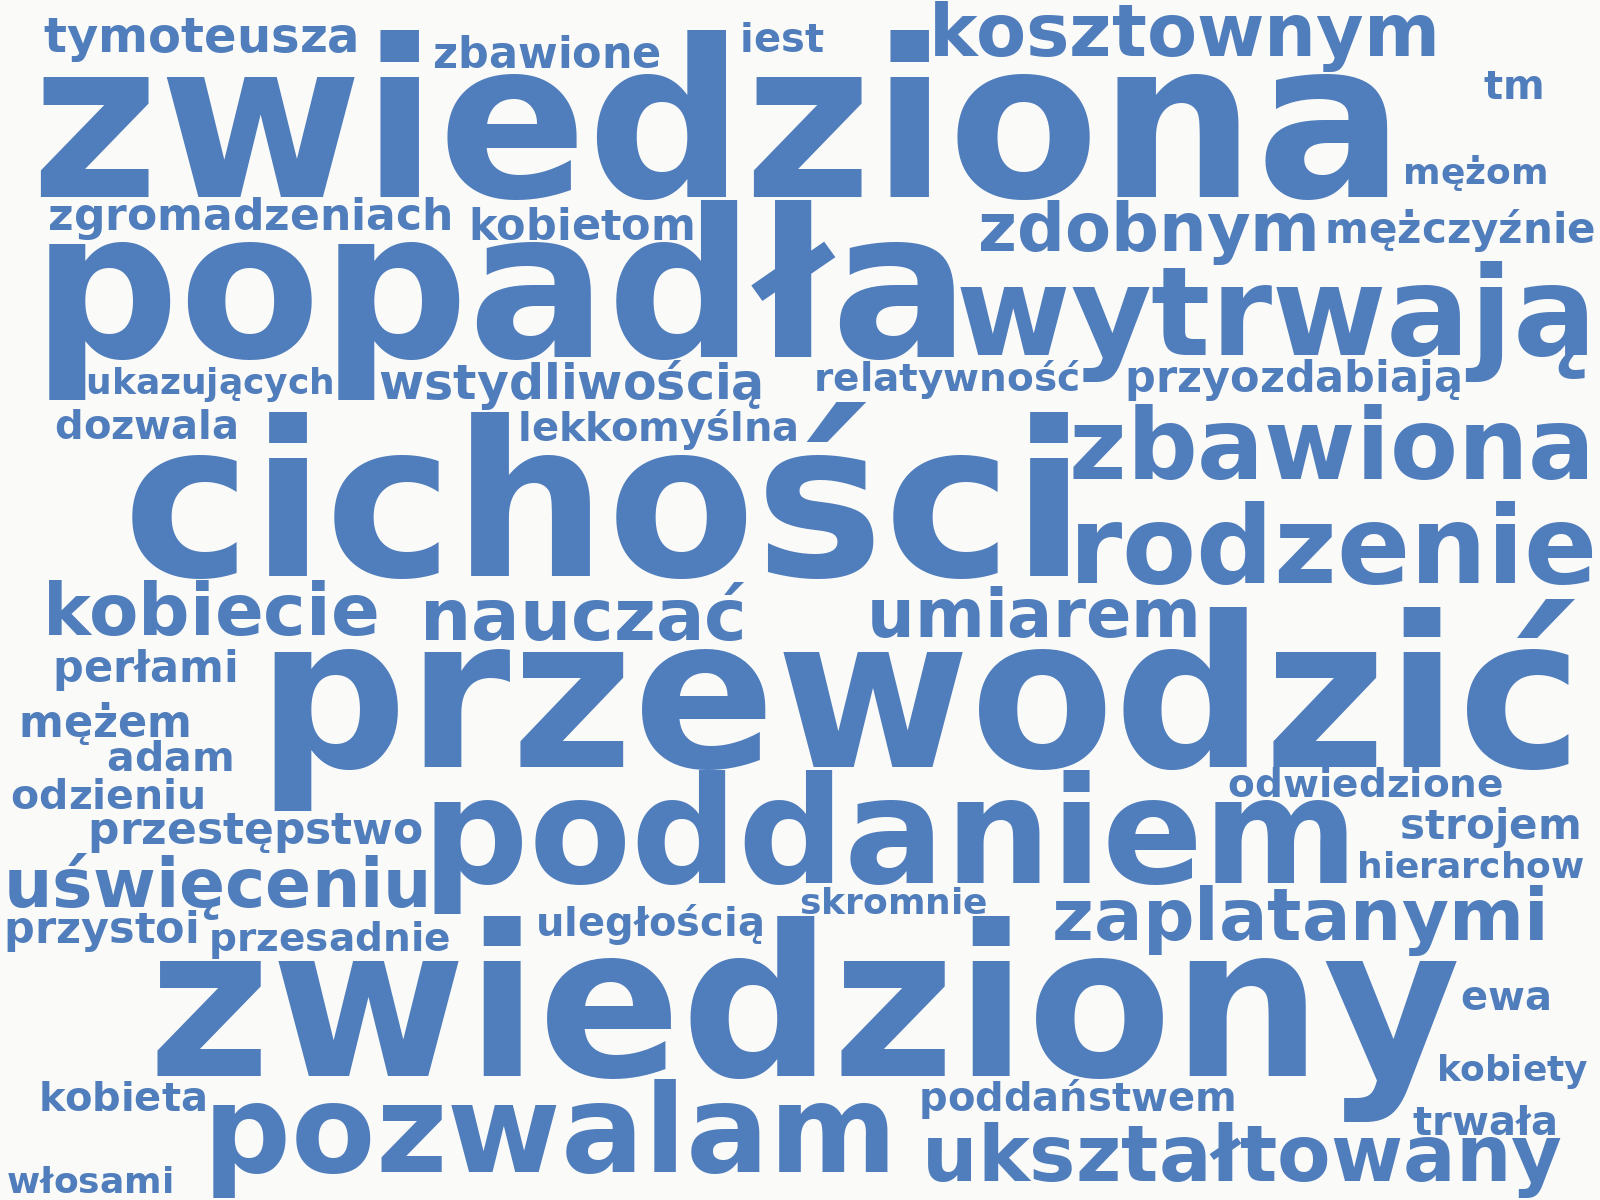 tymoteusza zbawione iest kosztownym
zwiedziona tm
mężom
zgromadzeniach kobietom zdobnym mężczyźnie
popadła wytrwają
ukazujących wstydliwością relatywność przyozdabiają
dozwala lekkomyślna zbawiona
cichości rodzenie
kobiecie nauczać umiarem
perłami przewodzić
mężem
adam
odzieniu odwiedzione
przestępstwo poddaniem strojem
hierarchow
uświęceniu skromnie zaplatanymi
przystoi przesadnie uległością
zwiedziony ewa
kobiety
kobieta pozwalam poddaństwem trwała
ukształtowany
włosami